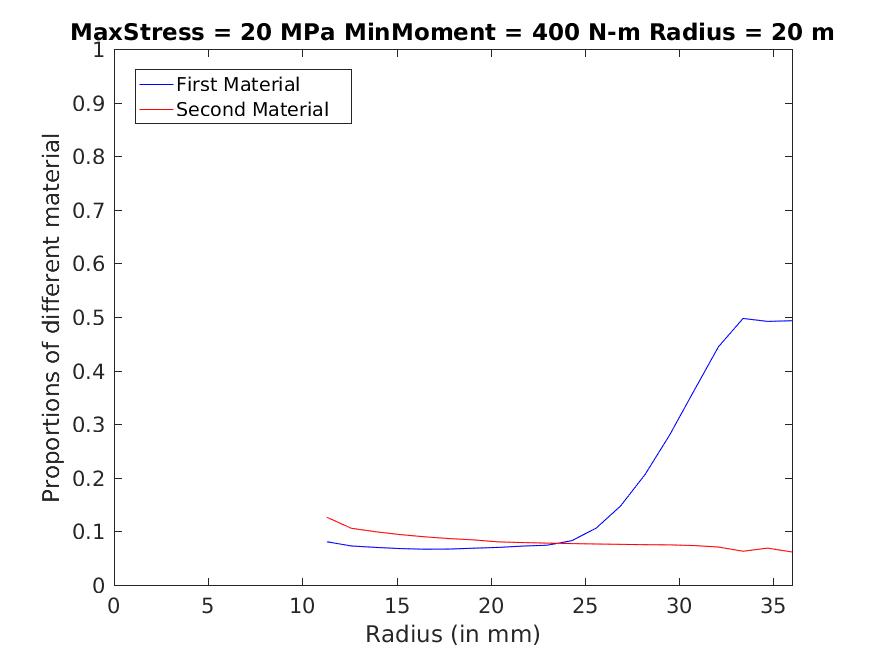 MaxStress = 20 MPa MinMoment = 400 N-m Radius = 20 m
First Material
Second Material
Proportions of different material
1
0.9
0.8
0.7
0.6
0.5
0.4
0.3
0.2
0.1
0
0 5 10 15 20 25 30 35
Radius (in mm)